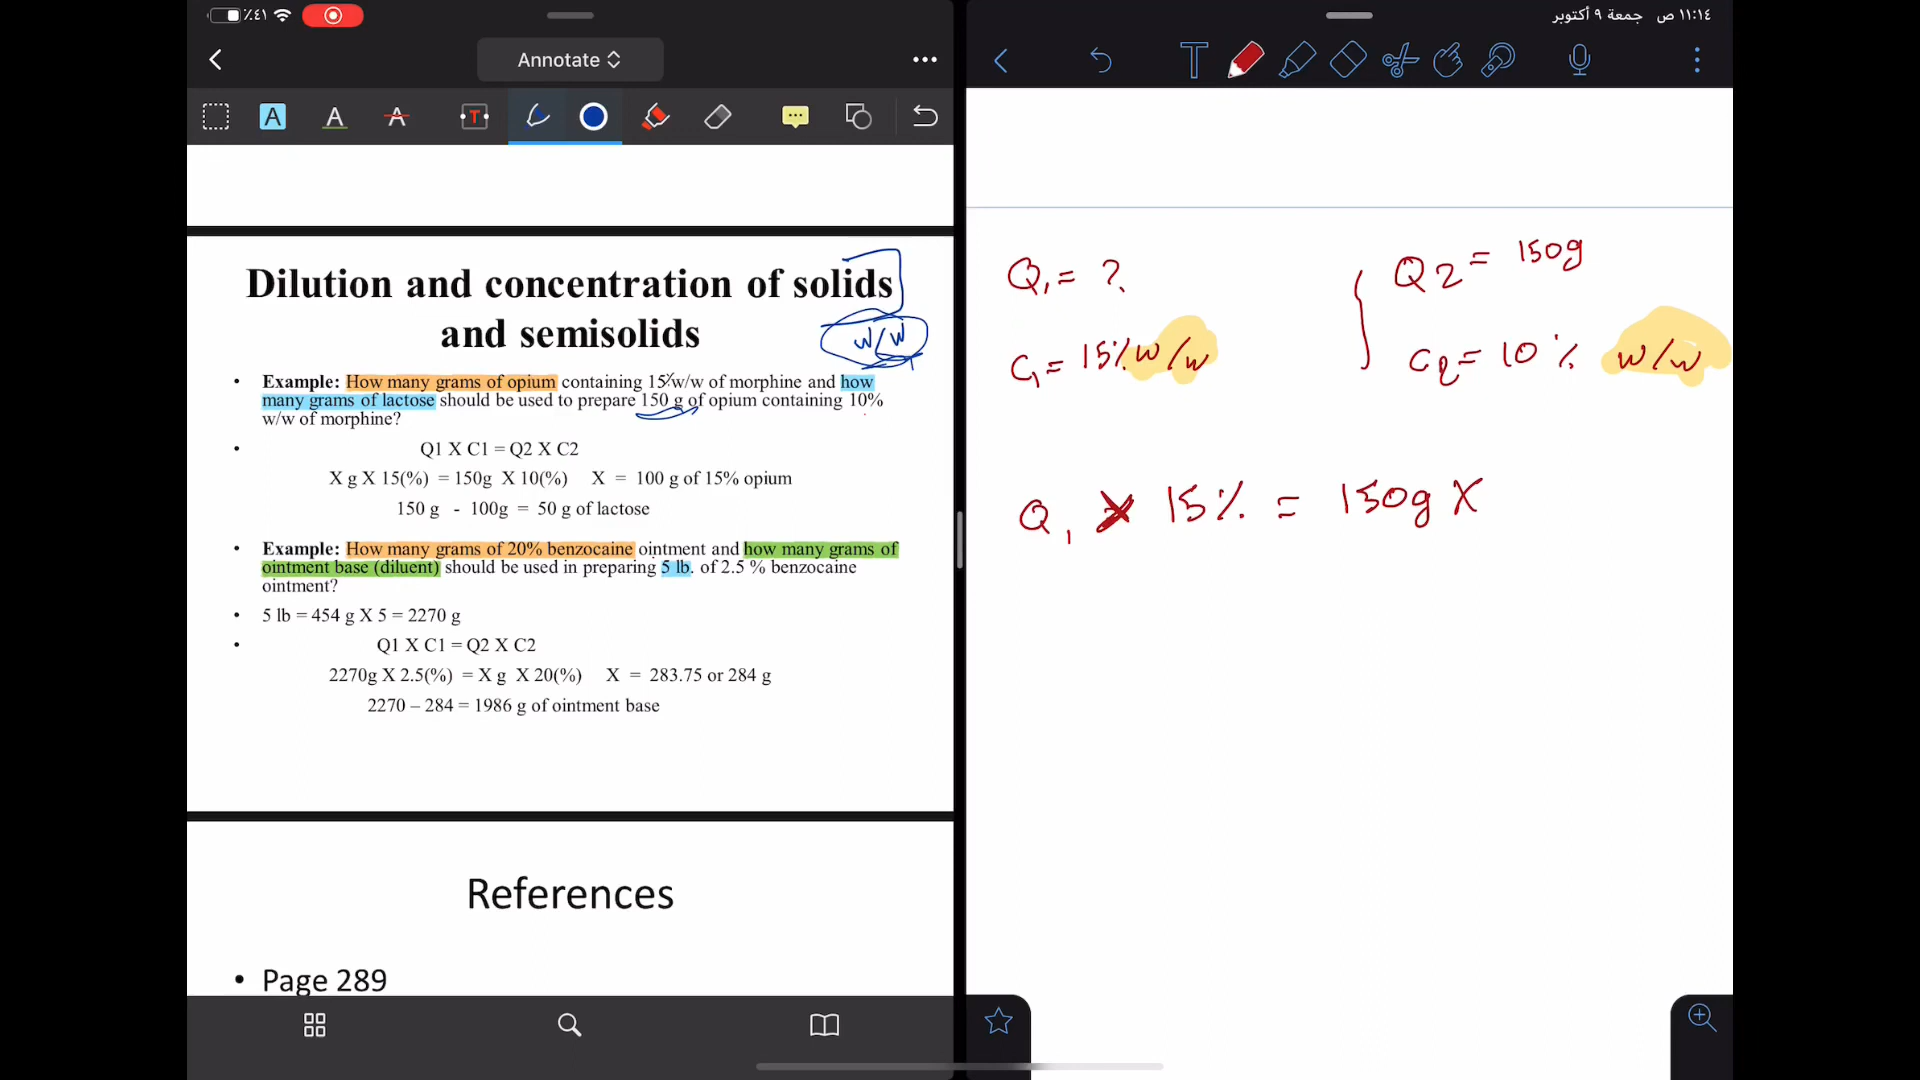 ٪٤١
Annotate
Dilution and concentration of solids
and semisolids
w/w
• Example: How many grams of opium containing 15%w/w of morphine and how
many grams of lactose should be used to prepare 150 g of opium containing 10%
w/w of morphine?
• Q1 X C1 = Q2 X C2
X g X 15(%) = 150g X 10(%) X = 100 g of 15% opium
150 g - 100g = 50 g of lactose
• Example: How many grams of 20% benzocaine ointment and how many grams of
ointment base (diluent) should be used in preparing 5 lb. of 2.5 % benzocaine
ointment?
• 5 lb = 454 g X 5 = 2270 g
• Q1 X C1 = Q2 X C2
2270g X 2.5(%) = X g X 20(%) X = 283.75 or 284 g
2270 – 284 = 1986 g of ointment base
References
• Page 289
١١:١٤ ص جمعة ٩ أكتوبر
Q1 = ? Q2 = 150g
C1 = 15% w/w C2 = 10 % w/w
Q1 X 15% = 150g X